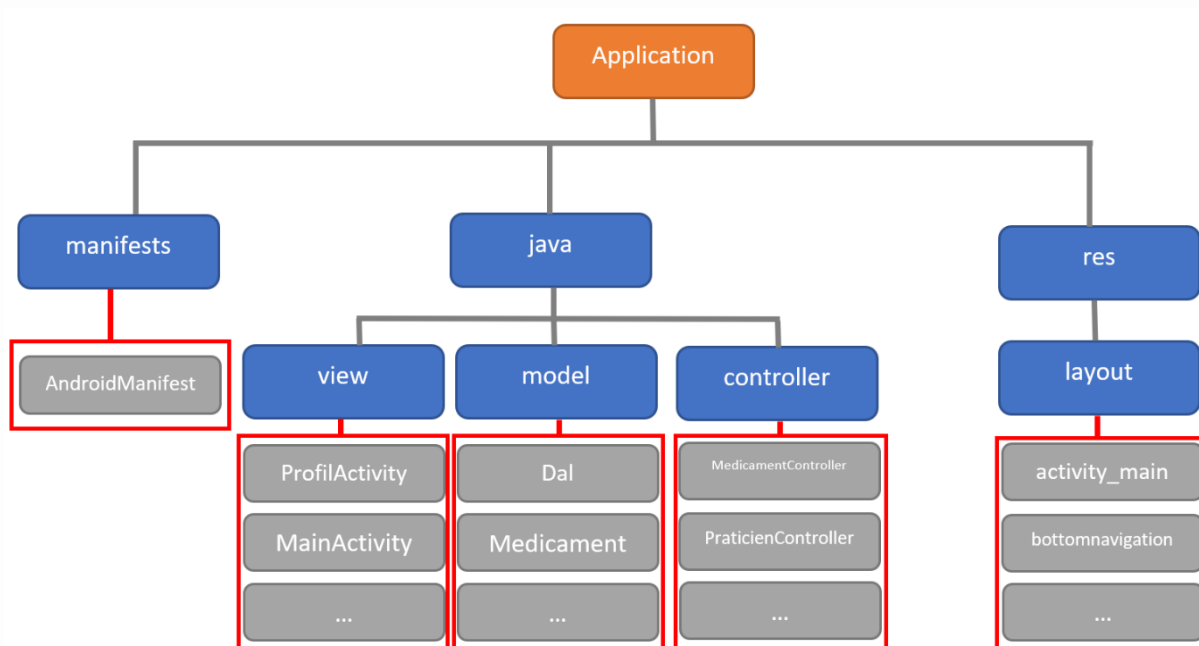 Application
manifests
java
res
AndroidManifest
view
model
controller
layout
ProfilActivity
Dal
MedicamentController
activity_main
MainActivity
Medicament
PraticienController
bottomnavigation
...
...
...
...